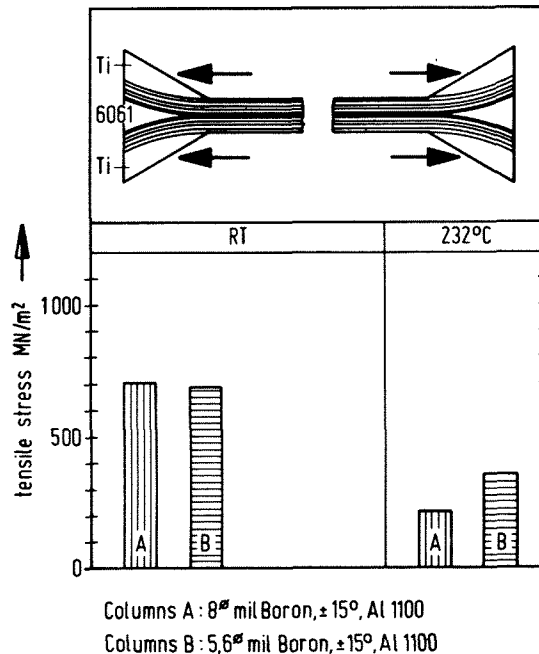 Ti
6061
Ti
RT
232°C
tensile stress MN/m²
1000
500
0
A
B
A
B
Columns A : 8ø mil Boron, ± 15°, Al 1100
Columns B : 5,6ø mil Boron, ± 15°, Al 1100